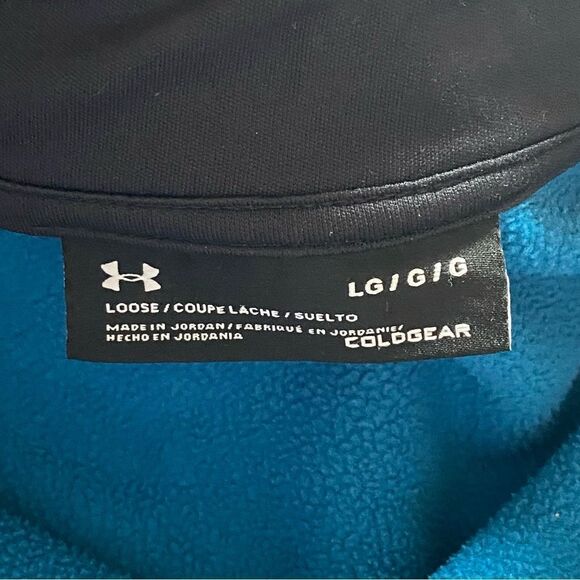 LG/G/G
LOOSE / COUPE LÂCHE / SUELTO
MADE IN JORDAN / FABRIQUÉ EN JORDANIE/
HECHO EN JORDANIA
COLDGEAR